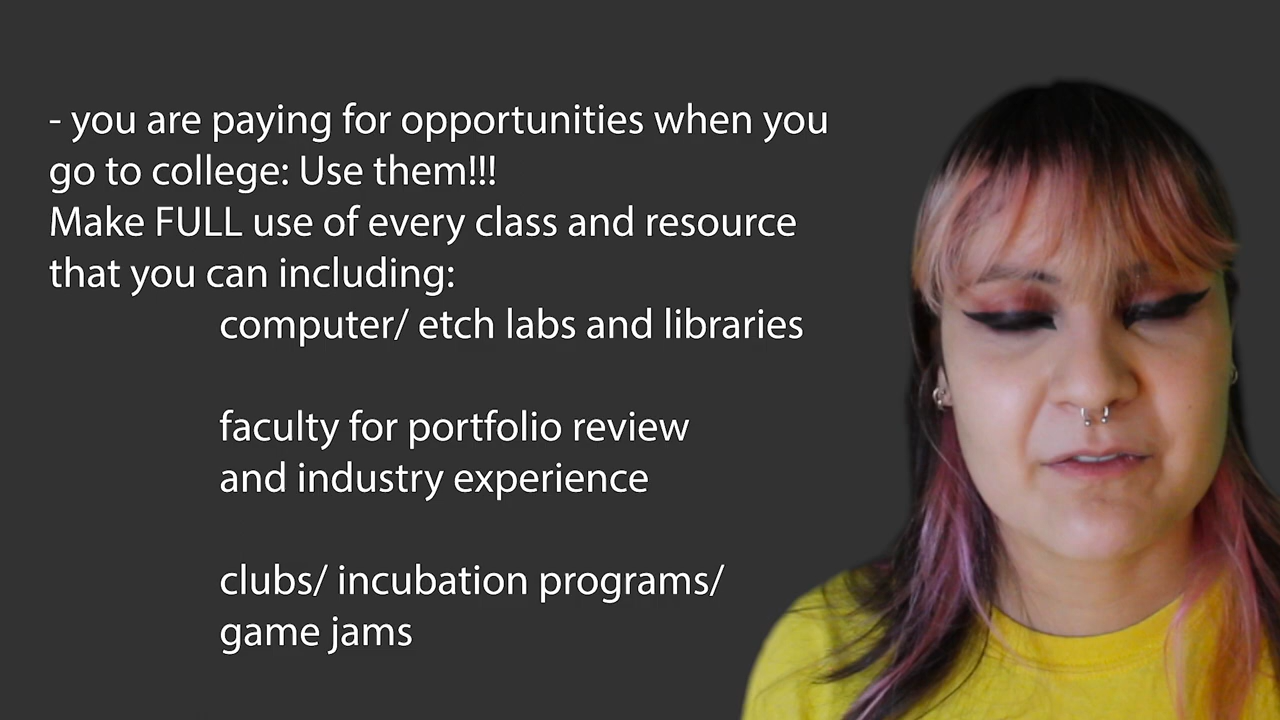 - you are paying for opportunities when you
go to college: Use them!!!
Make FULL use of every class and resource
that you can including:
computer/ etch labs and libraries
faculty for portfolio review
and industry experience
clubs/ incubation programs/
game jams